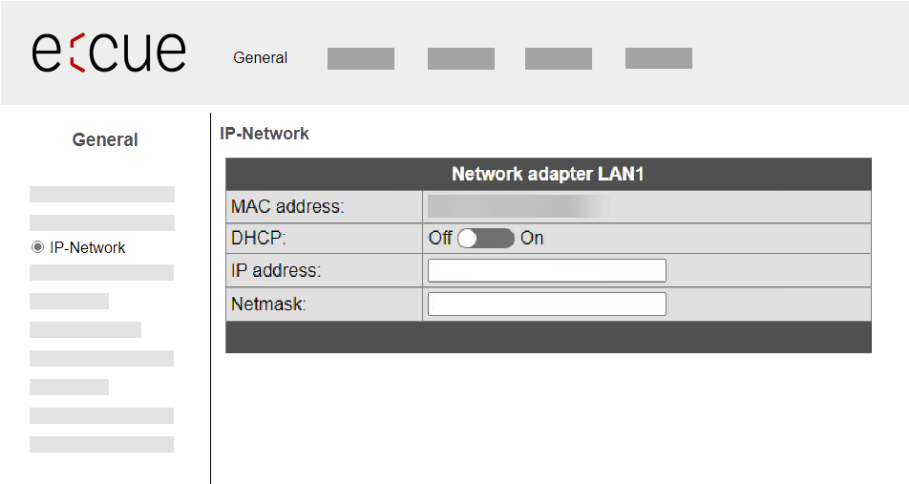 e:cue
General
General
IP-Network
IP-Network
Network adapter LAN1
MAC address:
DHCP: Off On
IP address:
Netmask: